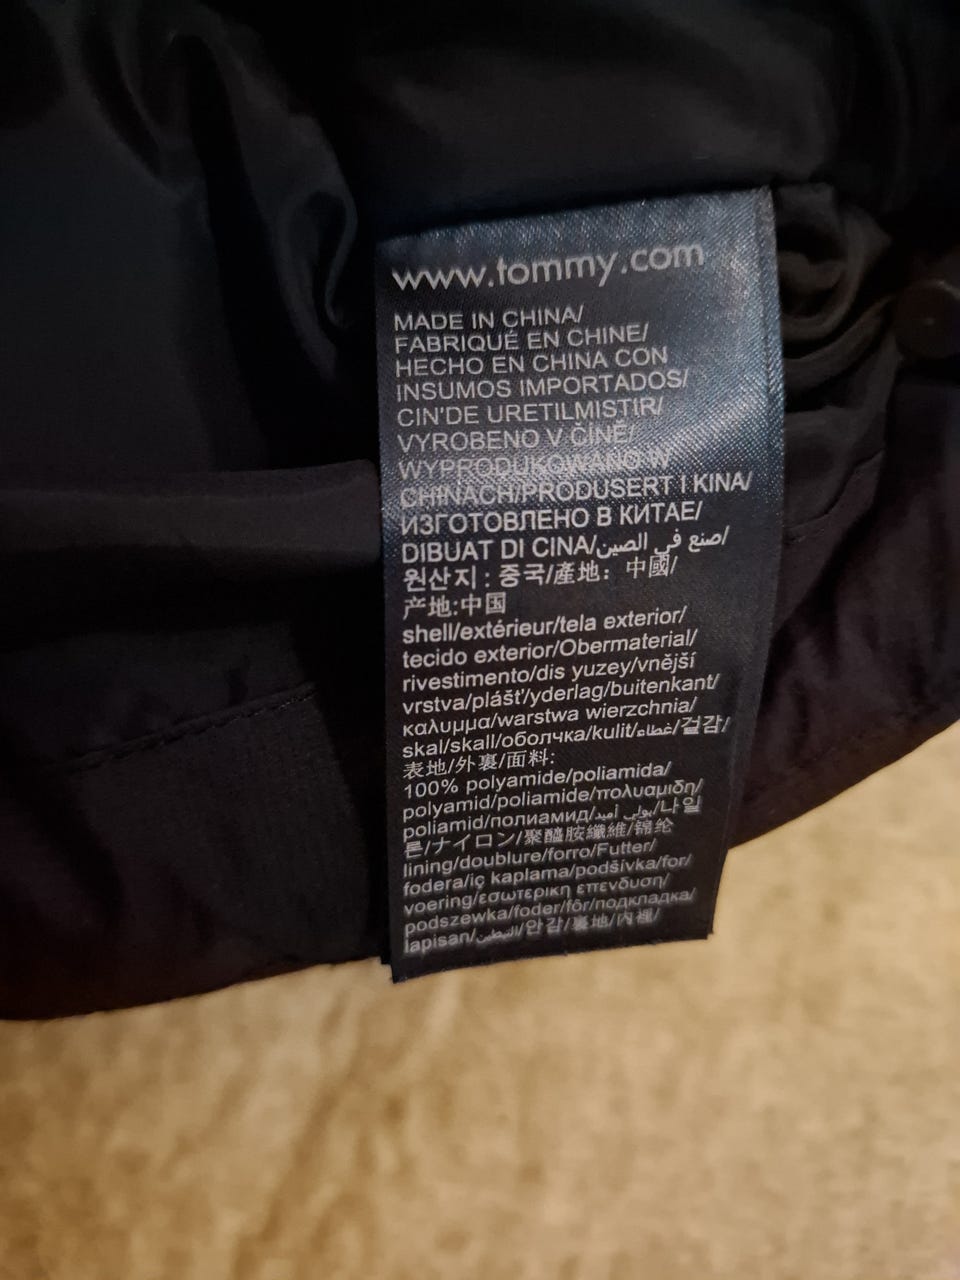 www.tommy.com
MADE IN CHINA/
FABRIQUÉ EN CHINE/
HECHO EN CHINA CON
INSUMOS IMPORTADOS/
CIN'DE URETILMISTIR/
VYROBENO V ČÍNĚ/
WYPRODUKOWANO W
CHINACH/PRODUSERT I KINA/
ИЗГОТОВЛЕНО В КИТАЕ/
DIBUAT DI CINA/صنع في الصين/
원산지 : 중국/産地：中國/
产地:中国
shell/extérieur/tela exterior/
tecido exterior/Obermaterial/
rivestimento/dis yuzey/vnější
vrstva/plášť/yderlag/buitenkant/
καλυμμα/warstwa wierzchnia/
skal/skall/оболчка/kulit/غطاء/겉감/
表地/外裏/面料:
100% polyamide/poliamida/
polyamid/poliamide/πολυαμιδη/
poliamid/полиамид/بولي أميد/나일
론/ナイロン/聚醯胺纖維/锦纶
lining/doublure/forro/Futter/
fodera/iç kaplama/podšívka/for/
voering/εσωτερικη επενδυση/
podszewka/foder/fôr/подкладка/
lapisan/التبطين/안감/裏地/內裡/